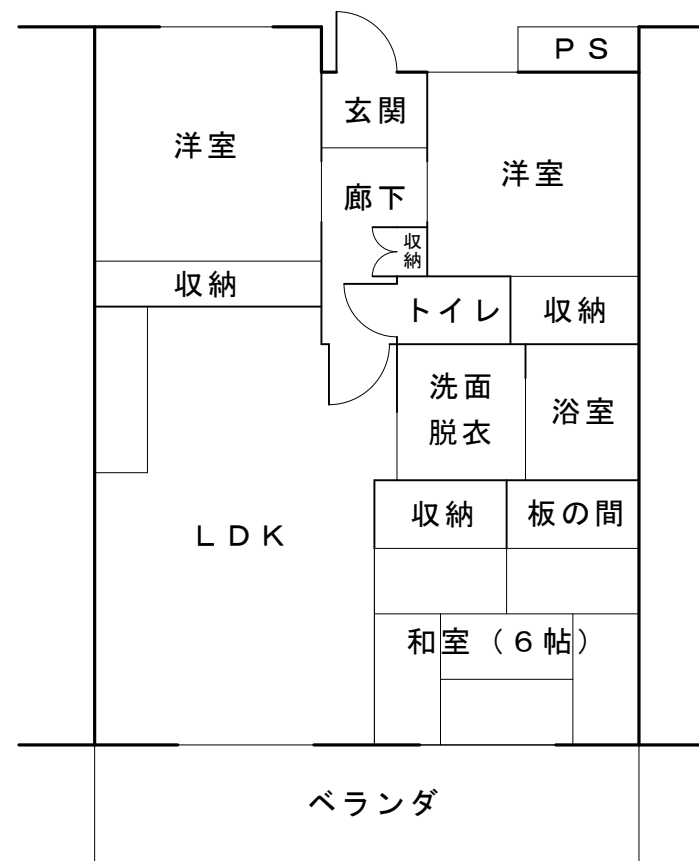 ＰＳ
玄関
洋室
洋室
廊下
収
納
収納
トイレ
収納
洗面
脱衣
浴室
収納
板の間
ＬＤＫ
和室（６帖）
ベランダ